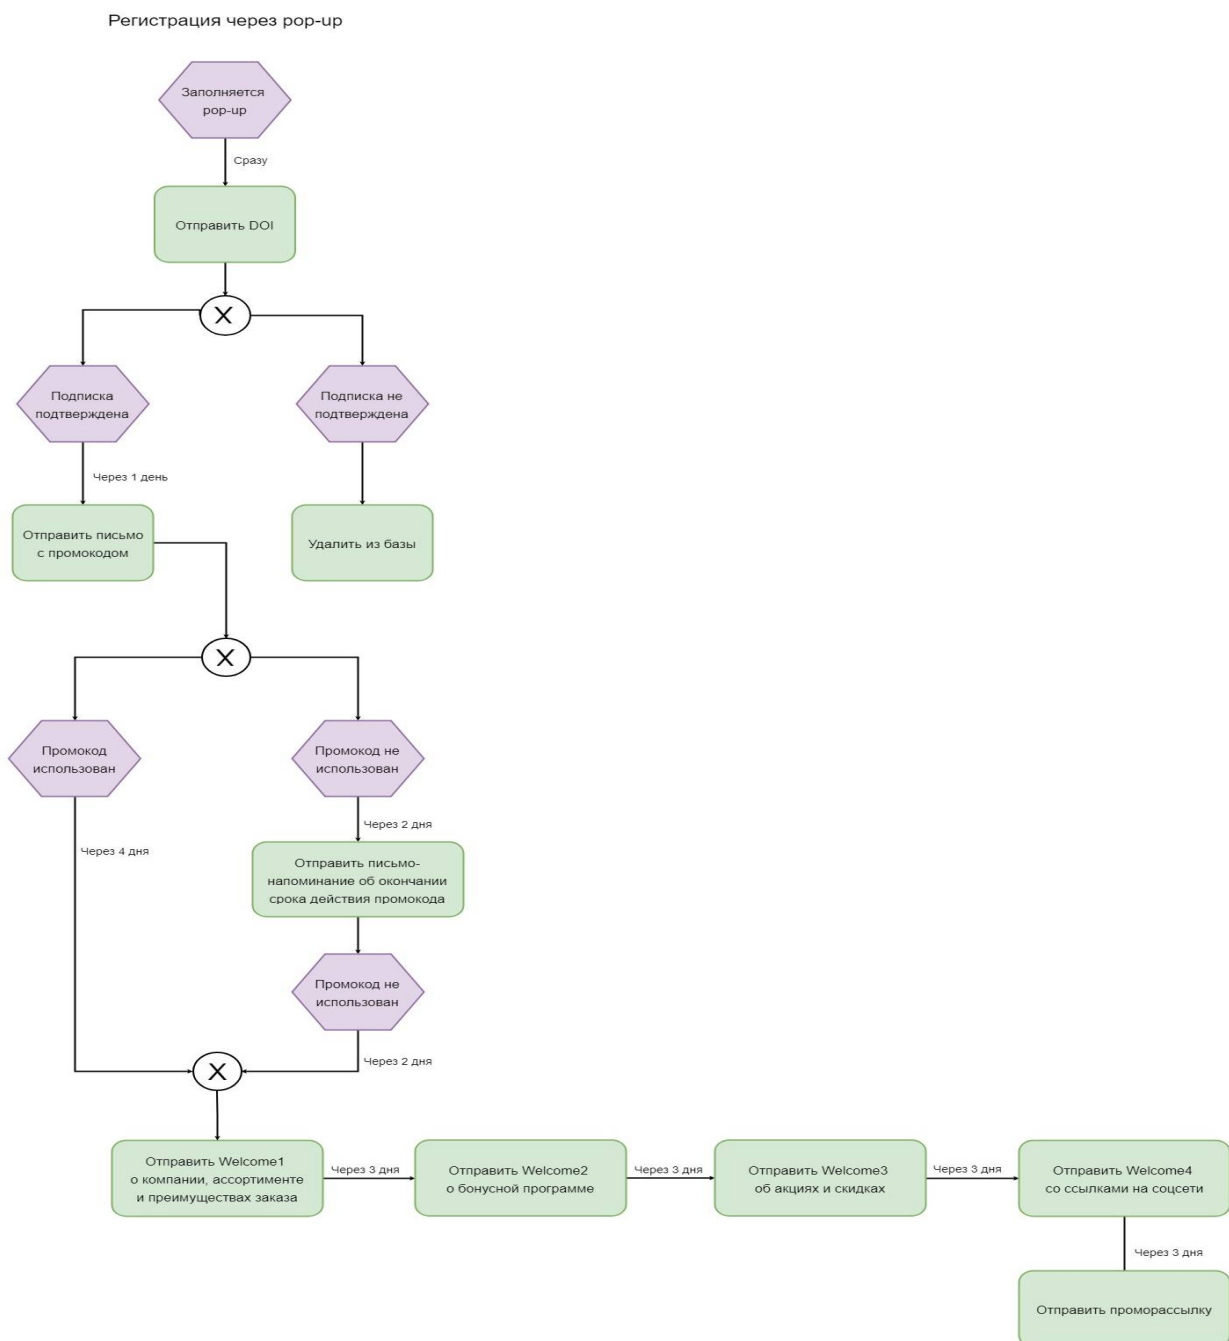 Регистрация через pop-up
Заполняется
pop-up
Сразу
Отправить DOI
X
Подписка
подтверждена
Подписка не
подтверждена
Через 1 день
Отправить письмо
с промокодом
Удалить из базы
X
Промокод
использован
Промокод не
использован
Через 2 дня
Через 4 дня
Отправить письмо-
напоминание об окончании
срока действия промокода
Промокод не
использован
Через 2 дня
X
Отправить Welcome1
о компании, ассортименте
и преимуществах заказа
Через 3 дня
Отправить Welcome2
о бонусной программе
Через 3 дня
Отправить Welcome3
об акциях и скидках
Через 3 дня
Отправить Welcome4
со ссылками на соцсети
Через 3 дня
Отправить проморассылку